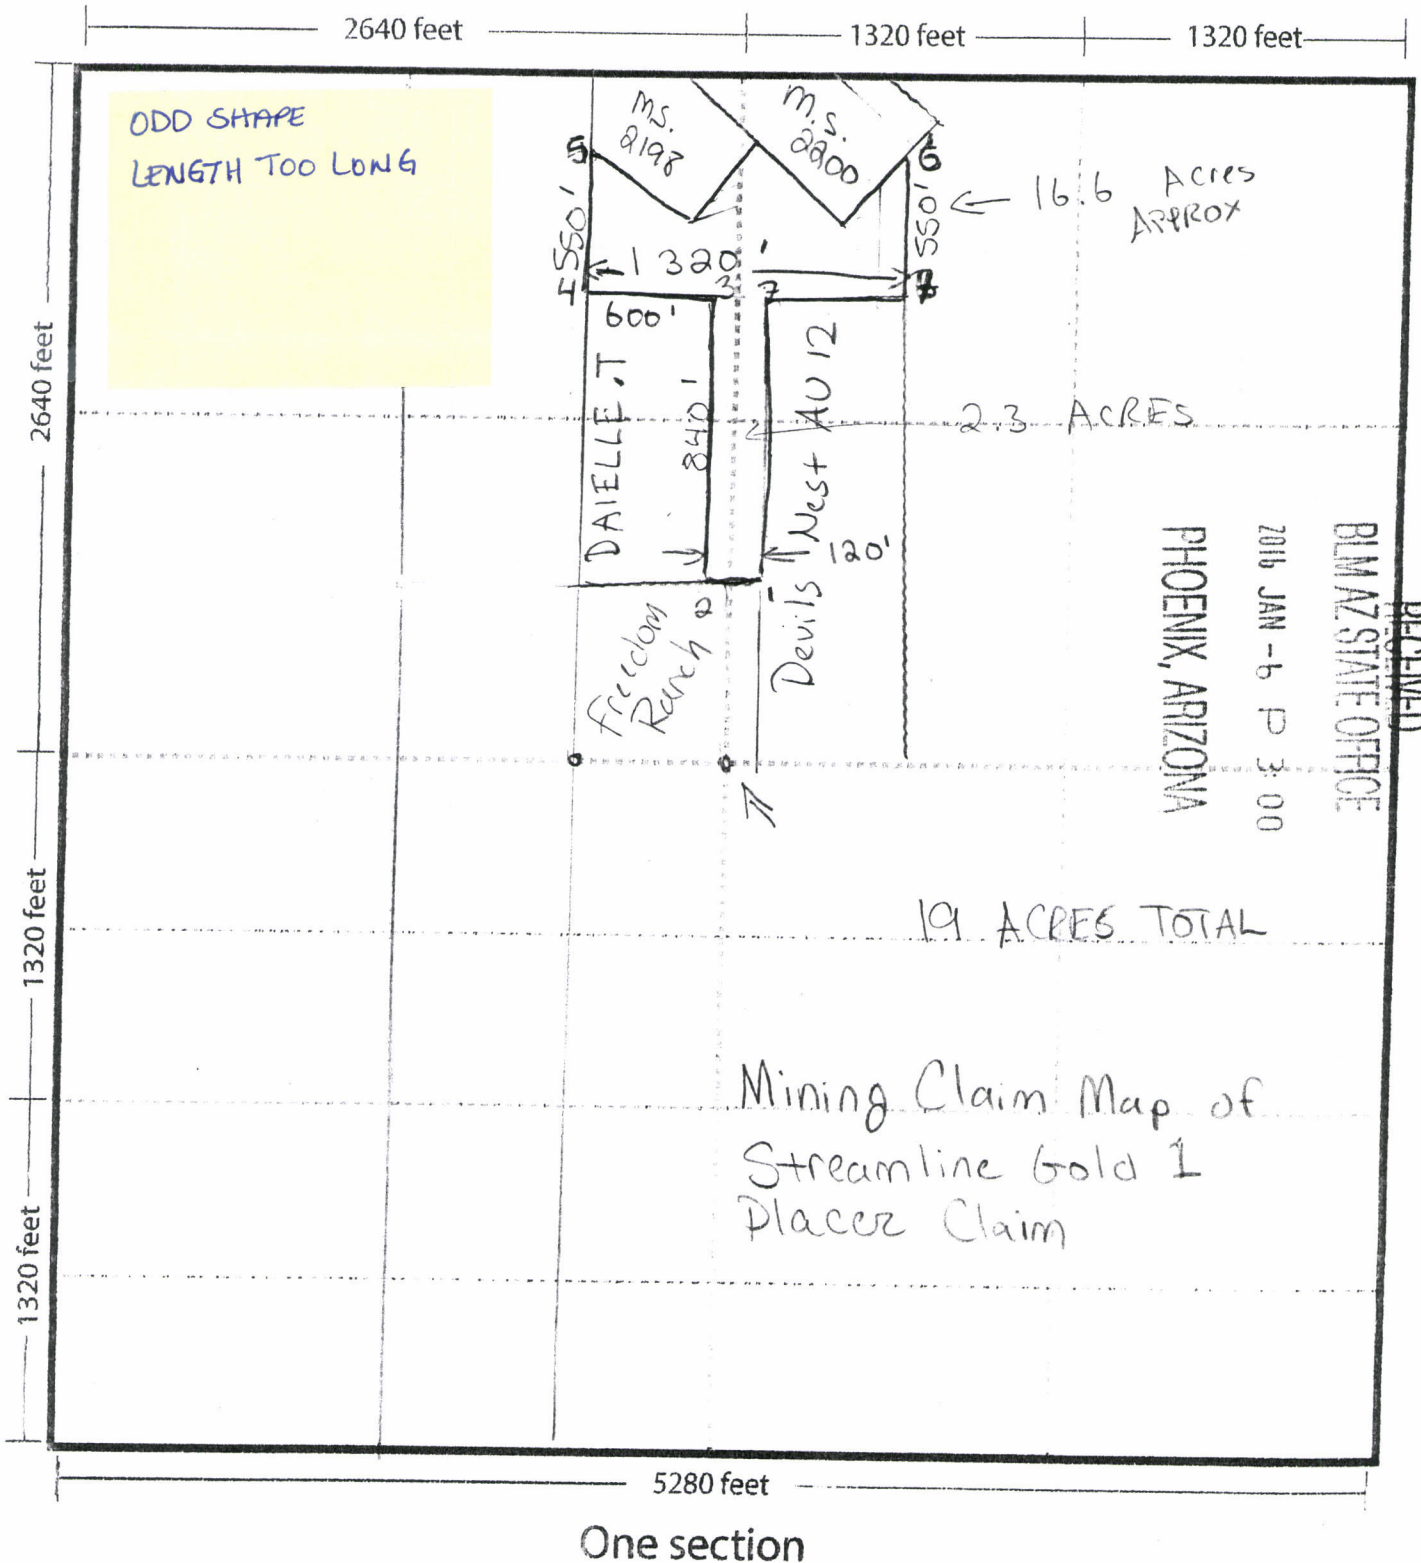 2640 feet
1320 feet
1320 feet
ODD SHAPE
LENGTH TOO LONG
M.S.
2198
M.S.
2200
5
6
550'
550'
16.6 Acres
APPROX
1320'
4
3
7
600'
2640 feet
DAIELLE.T
840'
Devils Nest AU 12
2.3 ACRES
120'
2
1
Freedom
Ranch
RECEIVED
BLM AZ STATE OFFICE
2016 JAN -6 P 3:00
PHOENIX, ARIZONA
1320 feet
19 ACRES TOTAL
Mining Claim Map of
Streamline Gold 1
Placer Claim
1320 feet
5280 feet
One section